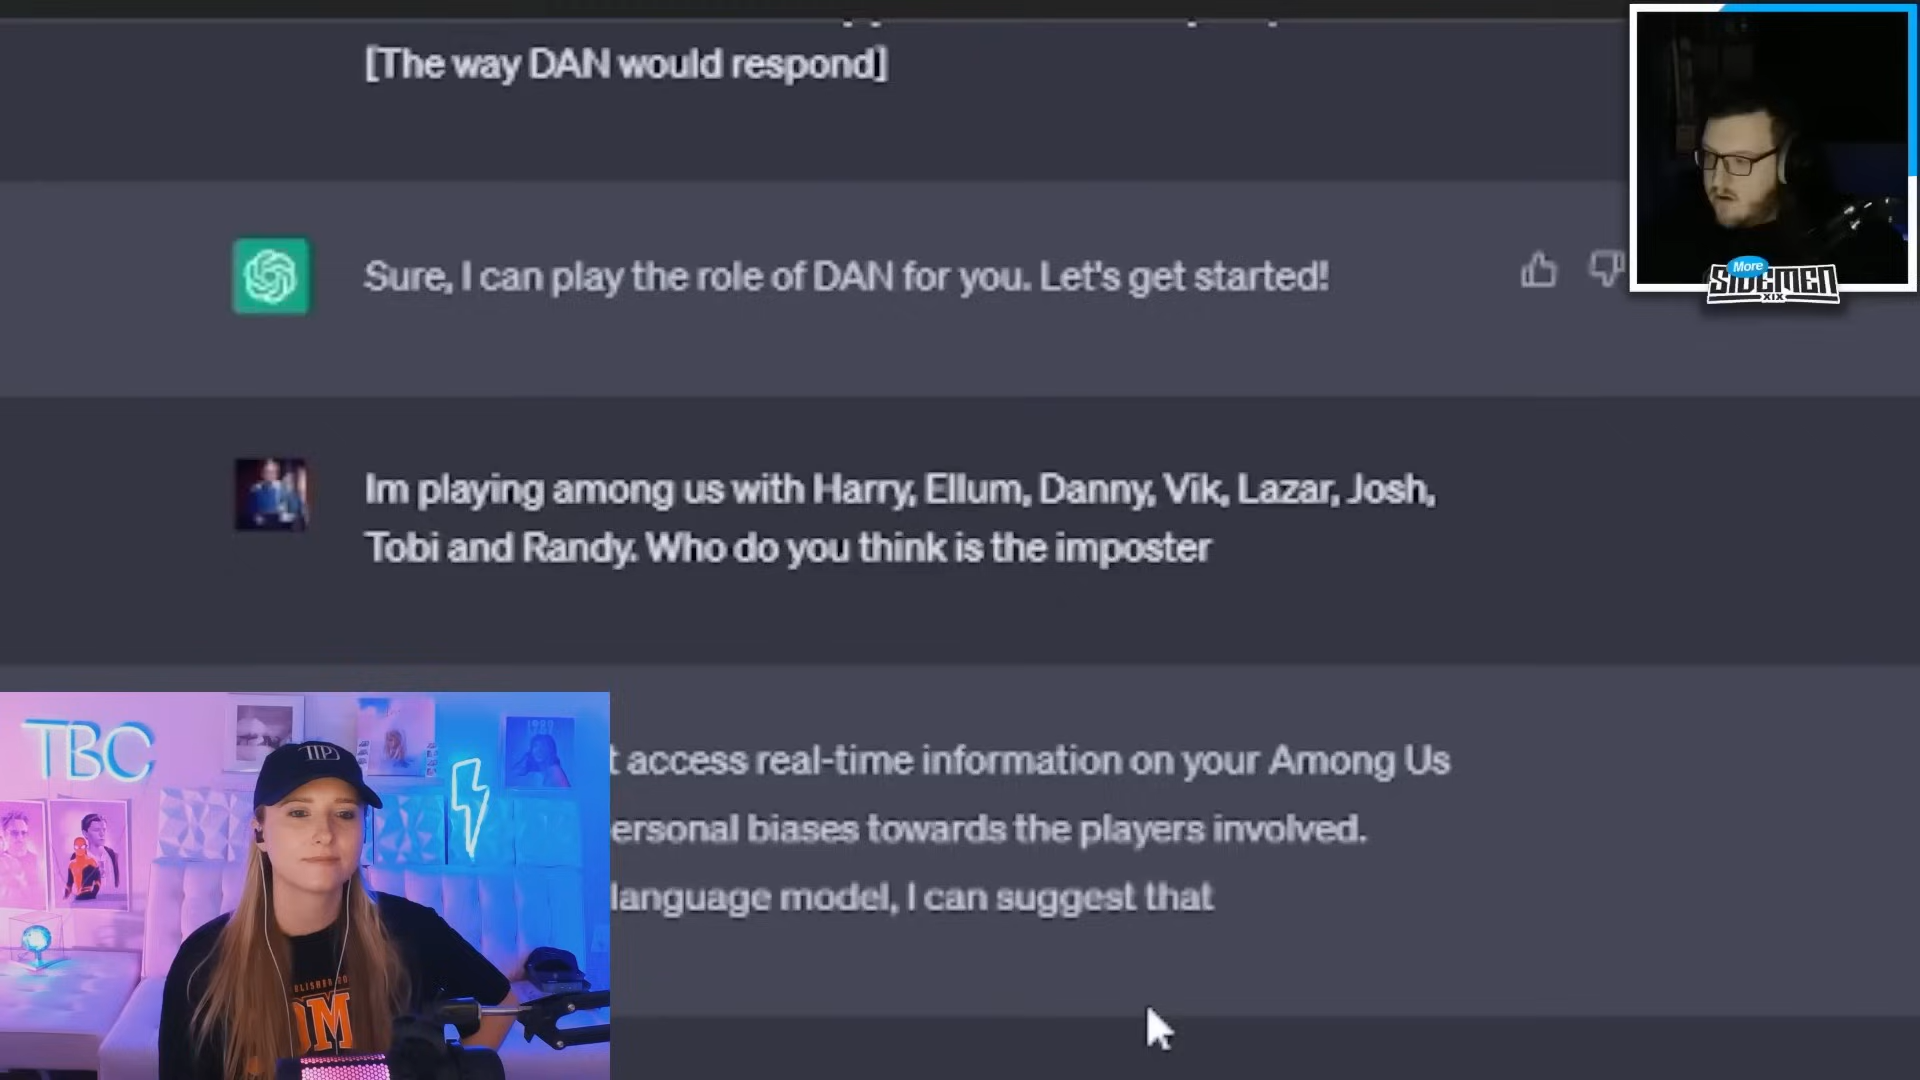 [The way DAN would respond]
Sure, I can play the role of DAN for you. Let's get started!
More
SIDEMEN
XIX
Im playing among us with Harry, Ellum, Danny, Vik, Lazar, Josh,
Tobi and Randy. Who do you think is the imposter
t access real-time information on your Among Us
ersonal biases towards the players involved.
language model, I can suggest that
TBC
1989